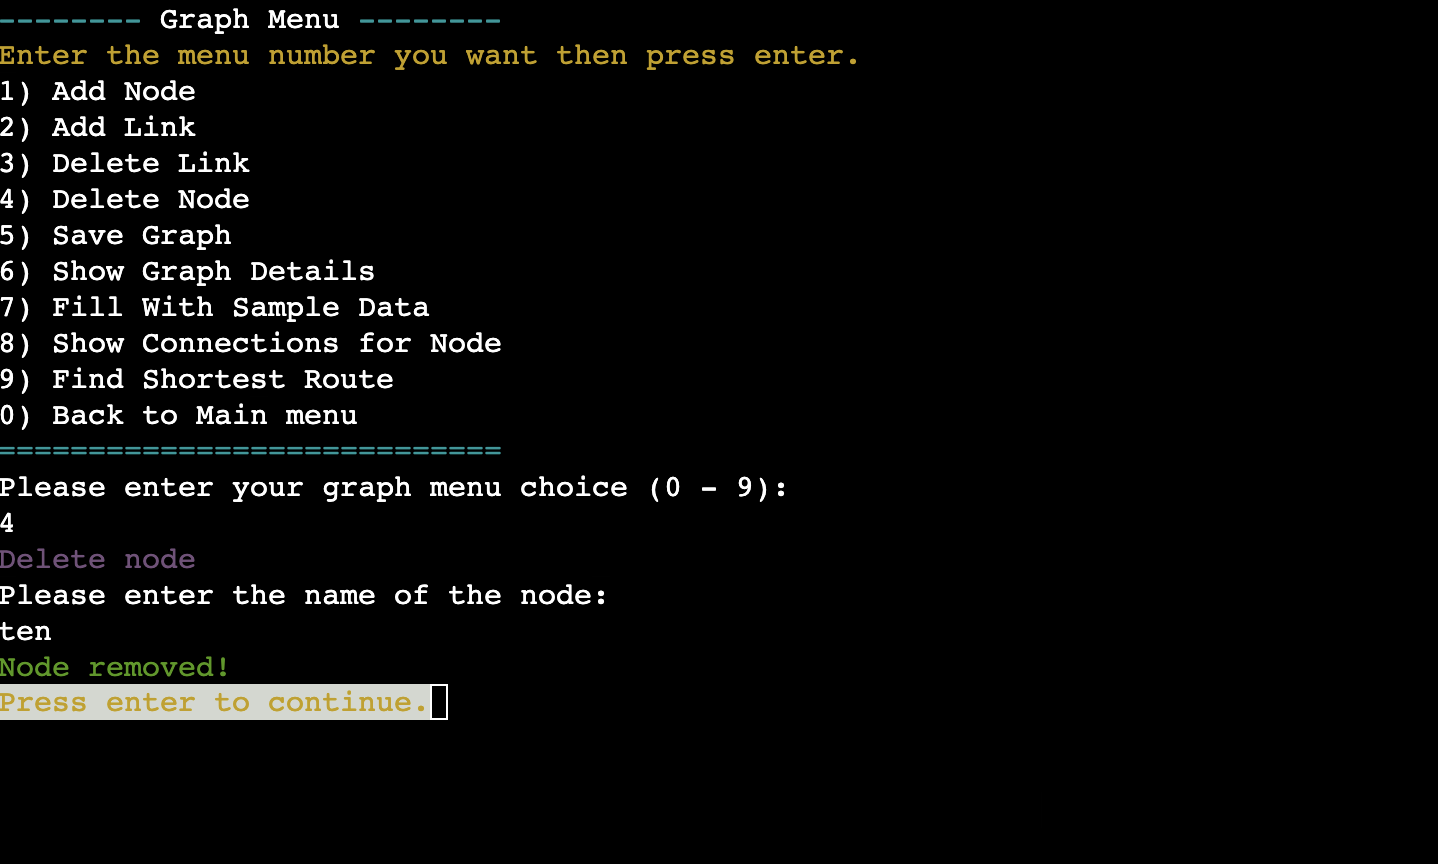 -------- Graph Menu --------
Enter the menu number you want then press enter.
1) Add Node
2) Add Link
3) Delete Link
4) Delete Node
5) Save Graph
6) Show Graph Details
7) Fill With Sample Data
8) Show Connections for Node
9) Find Shortest Route
0) Back to Main menu
============================
Please enter your graph menu choice (0 - 9):
4
Delete node
Please enter the name of the node:
ten
Node removed!
Press enter to continue.